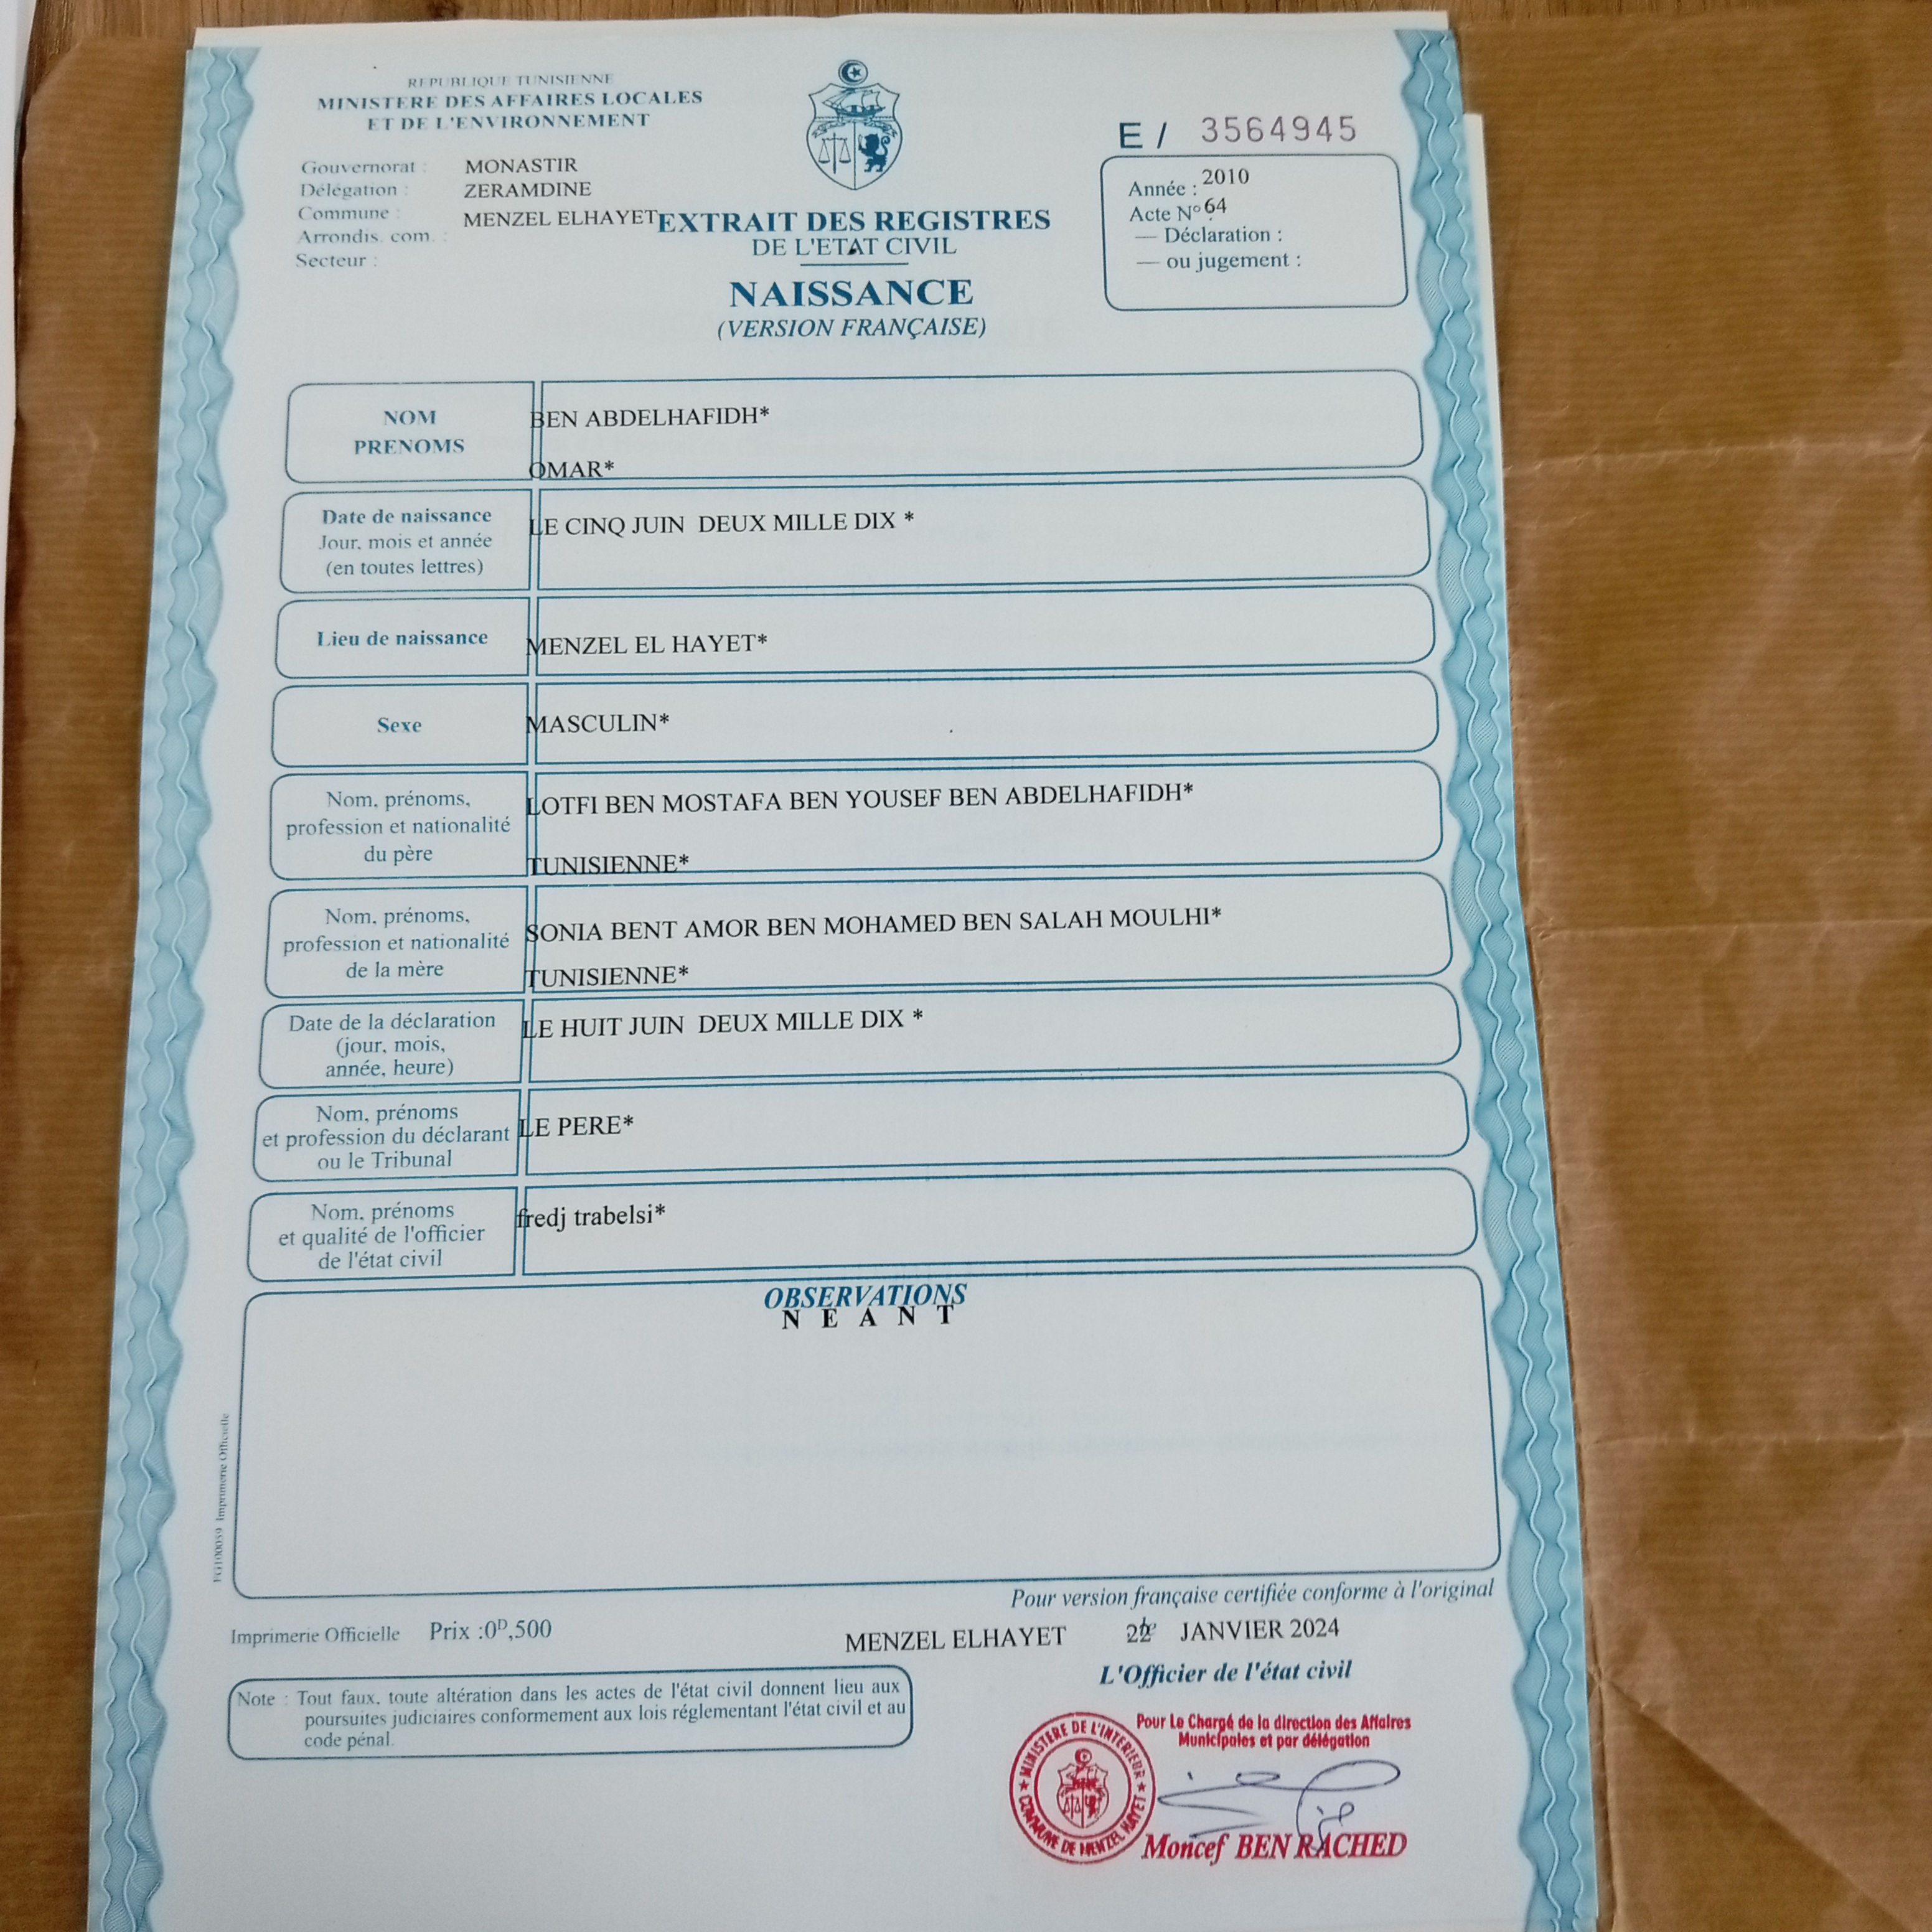 REPUBLIQUE TUNISIENNE
MINISTERE DES AFFAIRES LOCALES
ET DE L'ENVIRONNEMENT
Gouvernorat : MONASTIR
Délégation : ZERAMDINE
Commune : MENZEL ELHAYET
Arrondis. com. :
Secteur :
E / 3564945
Année : 2010
Acte N° 64
— Déclaration :
— ou jugement :
EXTRAIT DES REGISTRES
DE L'ETAT CIVIL
NAISSANCE
(VERSION FRANÇAISE)
NOM
PRENOMS
BEN ABDELHAFIDH*
OMAR*
Date de naissance
Jour, mois et année
(en toutes lettres)
LE CINQ JUIN DEUX MILLE DIX *
Lieu de naissance
MENZEL EL HAYET*
Sexe
MASCULIN*
Nom, prénoms,
profession et nationalité
du père
LOTFI BEN MOSTAFA BEN YOUSEF BEN ABDELHAFIDH*
TUNISIENNE*
Nom, prénoms,
profession et nationalité
de la mère
SONIA BENT AMOR BEN MOHAMED BEN SALAH MOULHI*
TUNISIENNE*
Date de la déclaration
(jour, mois,
année, heure)
LE HUIT JUIN DEUX MILLE DIX *
Nom, prénoms
et profession du déclarant
ou le Tribunal
LE PERE*
Nom, prénoms
et qualité de l'officier
de l'état civil
fredj trabelsi*
OBSERVATIONS
N E A N T
Imprimerie Officielle
Pour version française certifiée conforme à l'original
Imprimerie Officielle Prix :0D,500
MENZEL ELHAYET JANVIER 2024
L'Officier de l'état civil
Note : Tout faux, toute altération dans les actes de l'état civil donnent lieu aux
poursuites judiciaires conformement aux lois réglementant l'état civil et au
code pénal.
Pour Le Chargé de la direction des Affaires
Municipales et par délégation
MINISTERE DE L'INTERIEUR
COMMUNE DE MENZEL HAYET
Moncef BEN RACHED